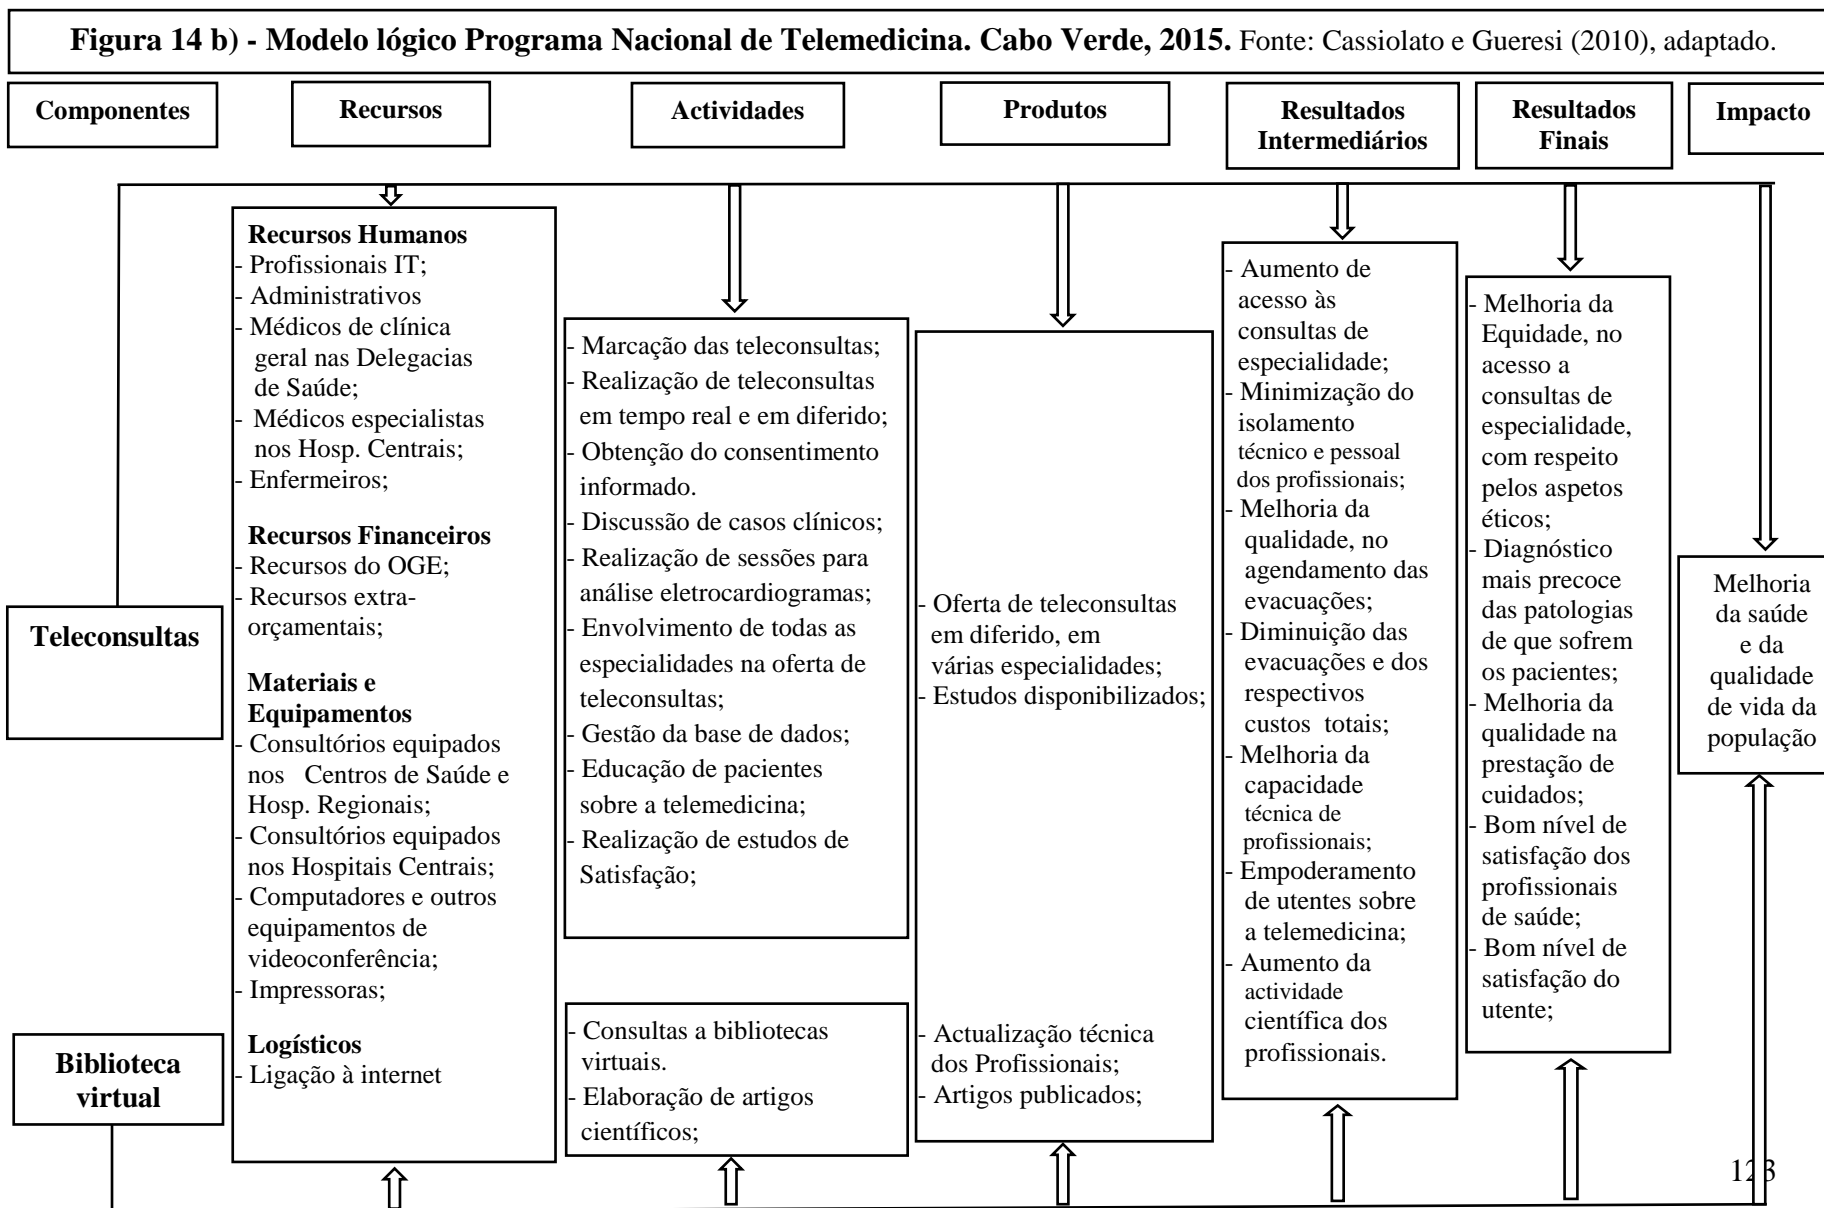 Figura 14 b) - Modelo lógico Programa Nacional de Telemedicina. Cabo Verde, 2015. Fonte: Cassiolato e Gueresi (2010), adaptado.
Componentes
Recursos
Actividades
Produtos
Resultados
Intermediários
Resultados
Finais
Impacto
Teleconsultas
Biblioteca
virtual
Recursos Humanos
- Profissionais IT;
- Administrativos
- Médicos de clínica
geral nas Delegacias
de Saúde;
- Médicos especialistas
nos Hosp. Centrais;
- Enfermeiros;
Recursos Financeiros
- Recursos do OGE;
- Recursos extra-
orçamentais;
Materiais e
Equipamentos
- Consultórios equipados
nos Centros de Saúde e
Hosp. Regionais;
- Consultórios equipados
nos Hospitais Centrais;
- Computadores e outros
equipamentos de
videoconferência;
- Impressoras;
Logísticos
- Ligação à internet
- Marcação das teleconsultas;
- Realização de teleconsultas
em tempo real e em diferido;
- Obtenção do consentimento
informado.
- Discussão de casos clínicos;
- Realização de sessões para
análise eletrocardiogramas;
- Envolvimento de todas as
especialidades na oferta de
teleconsultas;
- Gestão da base de dados;
- Educação de pacientes
sobre a telemedicina;
- Realização de estudos de
Satisfação;
- Consultas a bibliotecas
virtuais.
- Elaboração de artigos
científicos;
- Oferta de teleconsultas
em diferido, em
várias especialidades;
- Estudos disponibilizados;
- Actualização técnica
dos Profissionais;
- Artigos publicados;
- Aumento de
acesso às
consultas de
especialidade;
- Minimização do
isolamento
técnico e pessoal
dos profissionais;
- Melhoria da
qualidade, no
agendamento das
evacuações;
- Diminuição das
evacuações e dos
respectivos
custos totais;
- Melhoria da
capacidade
técnica de
profissionais;
- Empoderamento
de utentes sobre
a telemedicina;
- Aumento da
actividade
científica dos
profissionais.
- Melhoria da
Equidade, no
acesso a
consultas de
especialidade,
com respeito
pelos aspetos
éticos;
- Diagnóstico
mais precoce
das patologias
de que sofrem
os pacientes;
- Melhoria da
qualidade na
prestação de
cuidados;
- Bom nível de
satisfação dos
profissionais
de saúde;
- Bom nível de
satisfação do
utente;
Melhoria
da saúde
e da
qualidade
de vida da
população
123